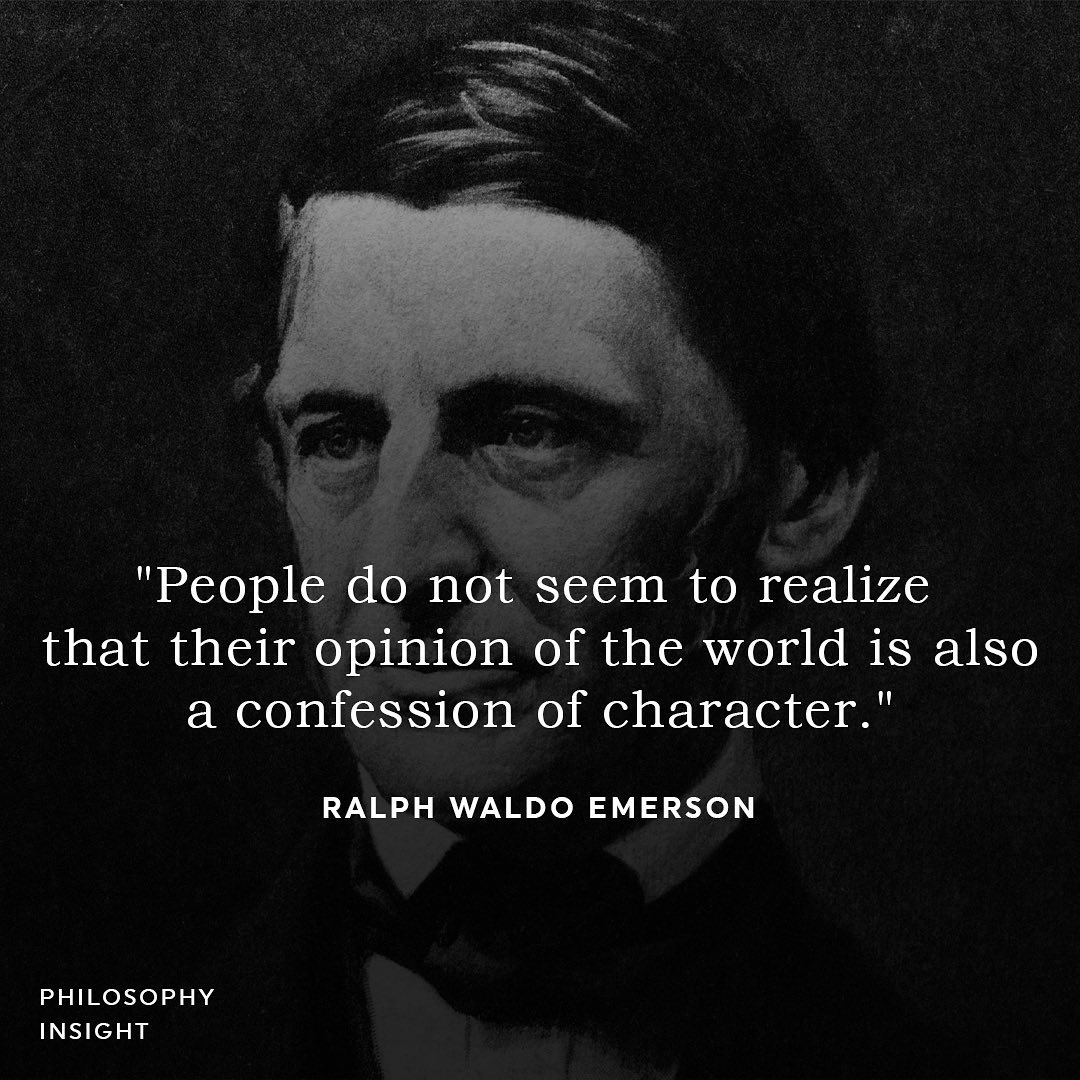 "People do not seem to realize
that their opinion of the world is also
a confession of character."
RALPH WALDO EMERSON
PHILOSOPHY
INSIGHT